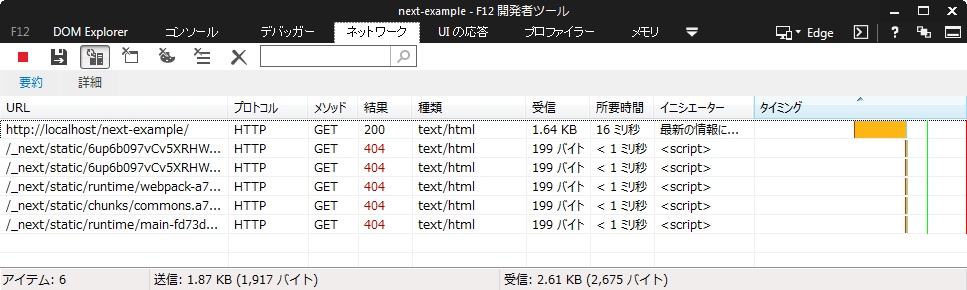 next-example - F12 開発者ツール
F12 DOM Explorer コンソール デバッガー ネットワーク UI の応答 プロファイラー メモリ Edge ?
要約 詳細
URL プロトコル メソッド 結果 種類 受信 所要時間 イニシエーター タイミング
http://localhost/next-example/ HTTP GET 200 text/html 1.64 KB 16 ミリ秒 最新の情報に...
/_next/static/6up6b097vCv5XRHW... HTTP GET 404 text/html 199 バイト < 1 ミリ秒 <script>
/_next/static/6up6b097vCv5XRHW... HTTP GET 404 text/html 199 バイト < 1 ミリ秒 <script>
/_next/static/runtime/webpack-a7... HTTP GET 404 text/html 199 バイト < 1 ミリ秒 <script>
/_next/static/chunks/commons.a7... HTTP GET 404 text/html 199 バイト < 1 ミリ秒 <script>
/_next/static/runtime/main-fd73d... HTTP GET 404 text/html 199 バイト < 1 ミリ秒 <script>
アイテム: 6 送信: 1.87 KB (1,917 バイト) 受信: 2.61 KB (2,675 バイト)